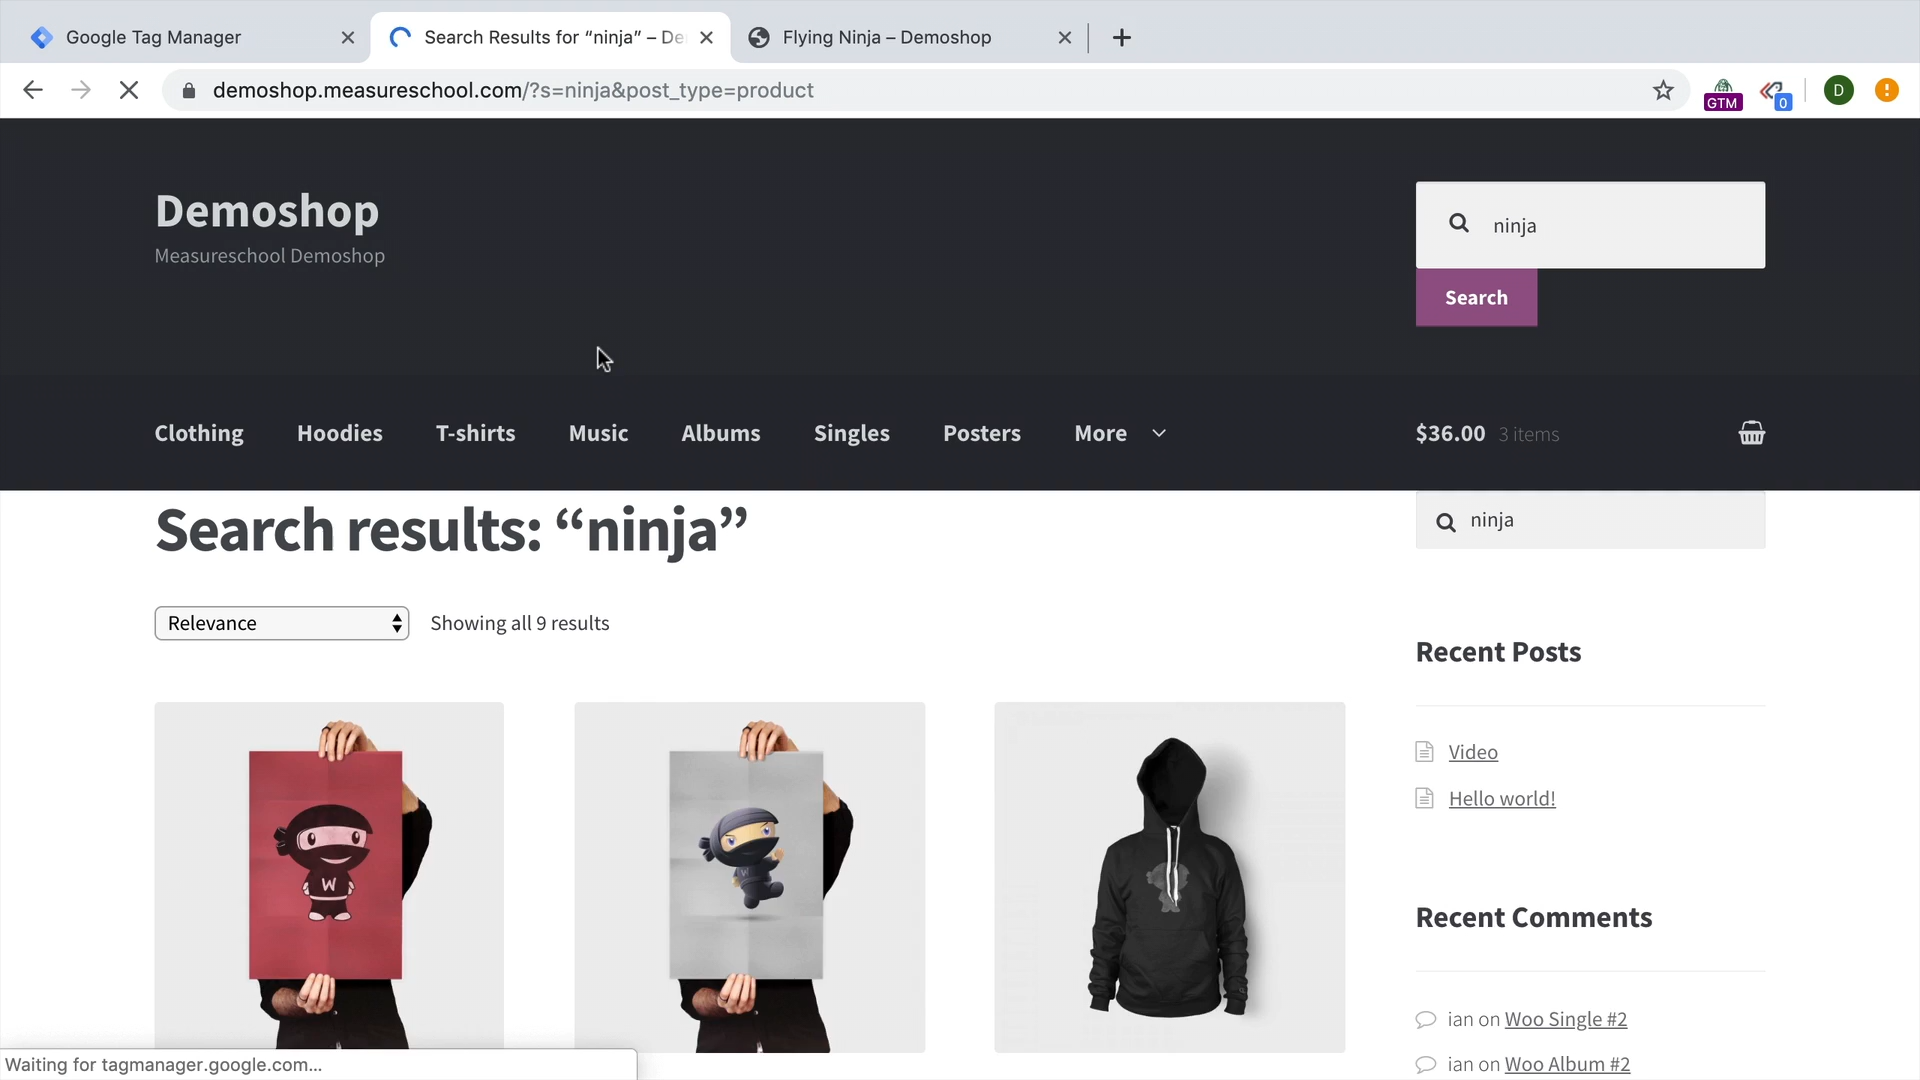 Google Tag Manager
Search Results for “ninja” – De
Flying Ninja – Demoshop
demoshop.measureschool.com/?s=ninja&post_type=product
GTM
0
D
Demoshop
Measureschool Demoshop
ninja
Search
Clothing Hoodies T-shirts Music Albums Singles Posters More
$36.00 3 items
Search results: “ninja”
ninja
Relevance
Showing all 9 results
Recent Posts
Video
Hello world!
W
W
Recent Comments
ian on Woo Single #2
ian on Woo Album #2
Waiting for tagmanager.google.com...